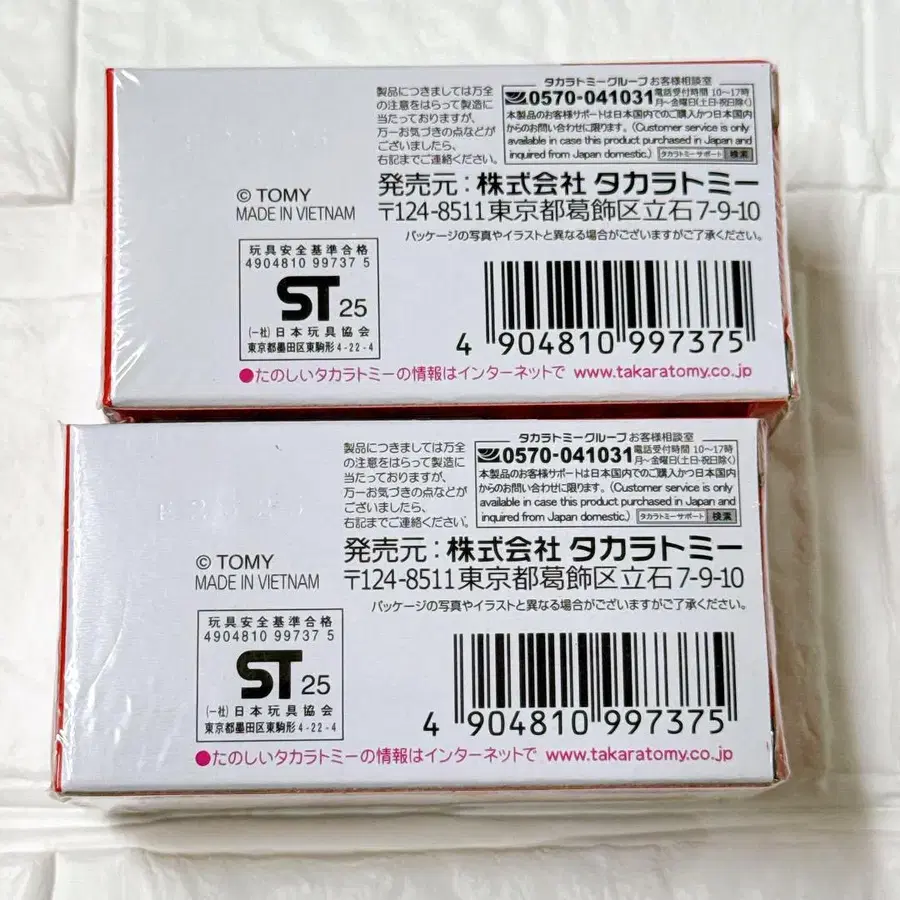 製品につきましては万全
の注意をはらって製造に
当たっておりますが、
万一お気づきの点などが
ございましたら、
右記までご連絡ください。
タカラトミーグループ お客様相談室
0570-041031 電話受付時間 10〜17時
月〜金曜日(土日・祝日除く)
本製品のお客様サポートは日本国内でのご購入かつ日本国内
からのお問い合わせに限ります。(Customer service is only
available in case this product purchased in Japan and
inquired from Japan domestic.) タカラトミーサポート 検索
© TOMY
MADE IN VIETNAM
発売元：株式会社 タカラトミー
〒124-8511 東京都葛飾区立石7-9-10
パッケージの写真やイラストと異なる場合がございますがご了承ください。
玩具安全基準合格
4904810 99737 5
ST 25
(一社)日本玩具協会
東京都墨田区東駒形4-22-4
4 904810 997375
●たのしいタカラトミーの情報はインターネットで www.takaratomy.co.jp
製品につきましては万全
の注意をはらって製造に
当たっておりますが、
万一お気づきの点などが
ございましたら、
右記までご連絡ください。
タカラトミーグループ お客様相談室
0570-041031 電話受付時間 10〜17時
月〜金曜日(土日・祝日除く)
本製品のお客様サポートは日本国内でのご購入かつ日本国内
からのお問い合わせに限ります。(Customer service is only
available in case this product purchased in Japan and
inquired from Japan domestic.) タカラトミーサポート 検索
© TOMY
MADE IN VIETNAM
発売元：株式会社 タカラトミー
〒124-8511 東京都葛飾区立石7-9-10
パッケージの写真やイラストと異なる場合がございますがご了承ください。
玩具安全基準合格
4904810 99737 5
ST 25
(一社)日本玩具協会
東京都墨田区東駒形4-22-4
4 904810 997375
●たのしいタカラトミーの情報はインターネットで www.takaratomy.co.jp